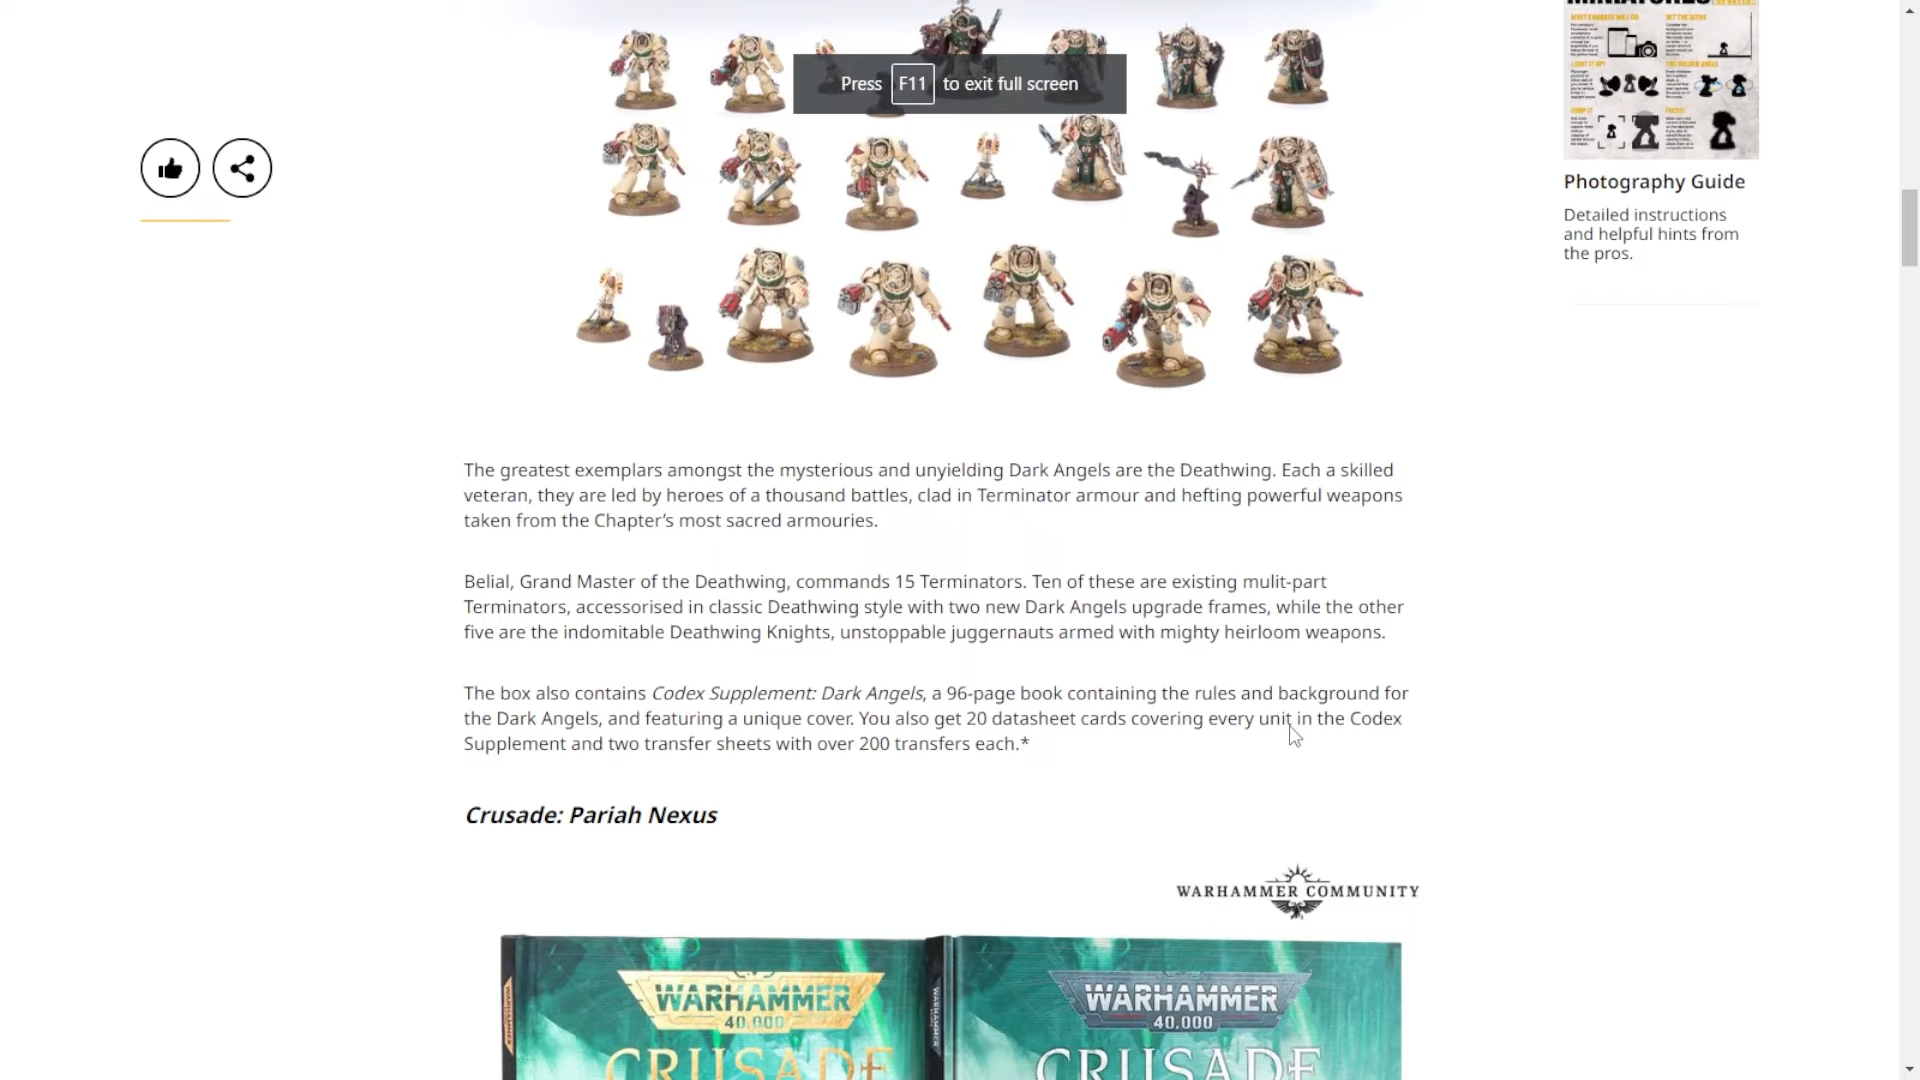 Press F11 to exit full screen
Photography Guide
Detailed instructions
and helpful hints from
the pros.
The greatest exemplars amongst the mysterious and unyielding Dark Angels are the Deathwing. Each a skilled
veteran, they are led by heroes of a thousand battles, clad in Terminator armour and hefting powerful weapons
taken from the Chapter’s most sacred armouries.
Belial, Grand Master of the Deathwing, commands 15 Terminators. Ten of these are existing mulit-part
Terminators, accessorised in classic Deathwing style with two new Dark Angels upgrade frames, while the other
five are the indomitable Deathwing Knights, unstoppable juggernauts armed with mighty heirloom weapons.
The box also contains Codex Supplement: Dark Angels, a 96-page book containing the rules and background for
the Dark Angels, and featuring a unique cover. You also get 20 datasheet cards covering every unit in the Codex
Supplement and two transfer sheets with over 200 transfers each.*
Crusade: Pariah Nexus
WARHAMMER COMMUNITY
WARHAMMER
40,000
CRUSADE
WARHAMMER
WARHAMMER
WARHAMMER
40,000
CRUSADE